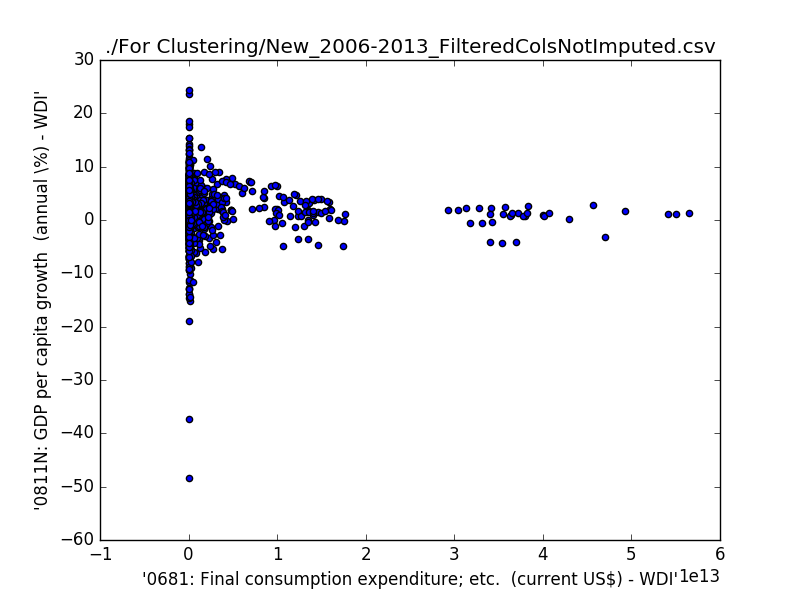 ./For Clustering/New_2006-2013_FilteredColsNotImputed.csv
30
20
10
0
−10
−20
−30
−40
−50
−60
'0811N: GDP per capita growth  (annual \%) - WDI'
−1 0 1 2 3 4 5 6
1e13
'0681: Final consumption expenditure; etc.  (current US$) - WDI'